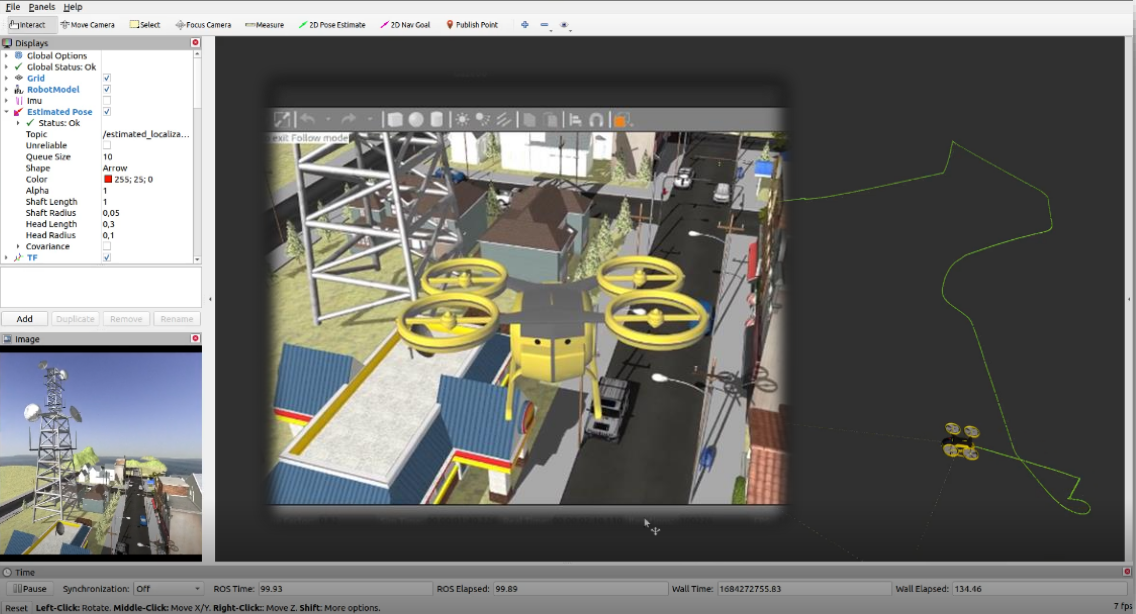 File Panels Help
Interact Move Camera Select Focus Camera Measure 2D Pose Estimate 2D Nav Goal Publish Point
Displays
Global Options
Global Status: Ok
Grid
RobotModel
Imu
Estimated Pose
Status: Ok
Topic /estimated_localiza...
Unreliable
Queue Size 10
Shape Arrow
Color 255; 25; 0
Alpha 1
Shaft Length 1
Shaft Radius 0,05
Head Length 0,3
Head Radius 0,1
Covariance
TF
Add Duplicate Remove Rename
Image
exit Follow mode
Time
Pause Synchronization: Off ROS Time: 99.93 ROS Elapsed: 99.89 Wall Time: 1684272755.83 Wall Elapsed: 134.46
Reset Left-Click: Rotate. Middle-Click: Move X/Y. Right-Click:: Move Z. Shift: More options. 7 fps